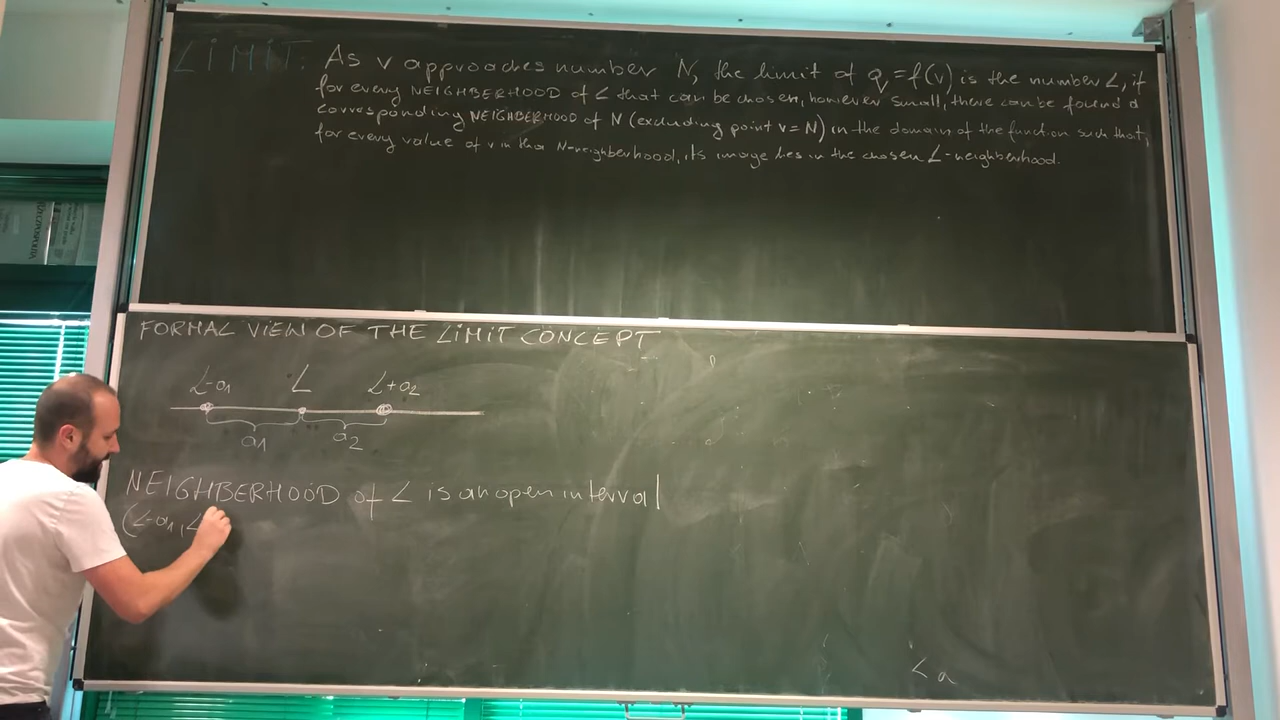 LIMIT: As v approaches number N, the limit of q=f(v) is the number L, if
for every NEIGHBERHOOD of L that can be chosen, however small, there can be found a
corresponding NEIGHBERHOOD of N (excluding point v=N) in the domain of the function such that,
for every value of v in that N-neighberhood, its image lies in the chosen L-neighberhood.
FORMAL VIEW OF THE LIMIT CONCEPT
L-a1 L L+a2
a1 a2
NEIGHBERHOOD of L is an open interval
(L-a1, L
L a